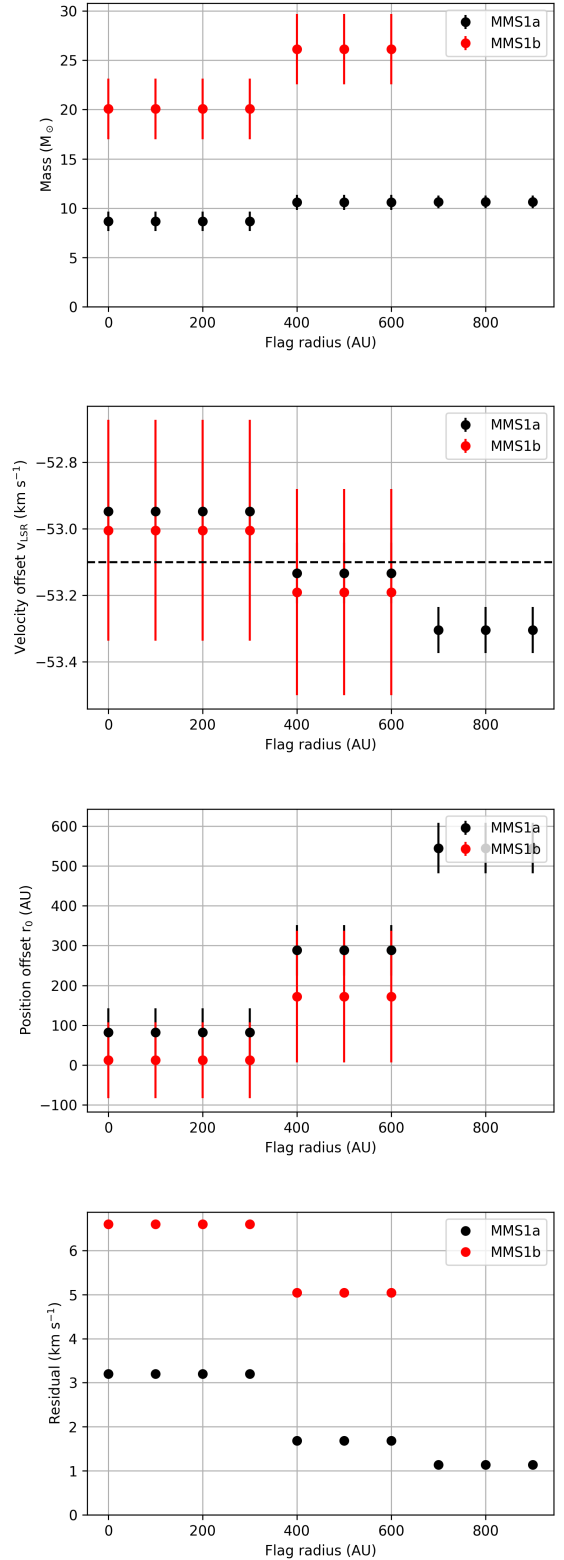 30
25
20
15
10
5
0
Mass (M⊙)
MMS1a
MMS1b
0 200 400 600 800
Flag radius (AU)
−52.8
−53.0
−53.2
−53.4
Velocity offset vLSR (km s⁻¹)
MMS1a
MMS1b
0 200 400 600 800
Flag radius (AU)
600
500
400
300
200
100
0
−100
Position offset r₀ (AU)
MMS1a
MMS1b
0 200 400 600 800
Flag radius (AU)
6
5
4
3
2
1
0
Residual (km s⁻¹)
MMS1a
MMS1b
0 200 400 600 800
Flag radius (AU)